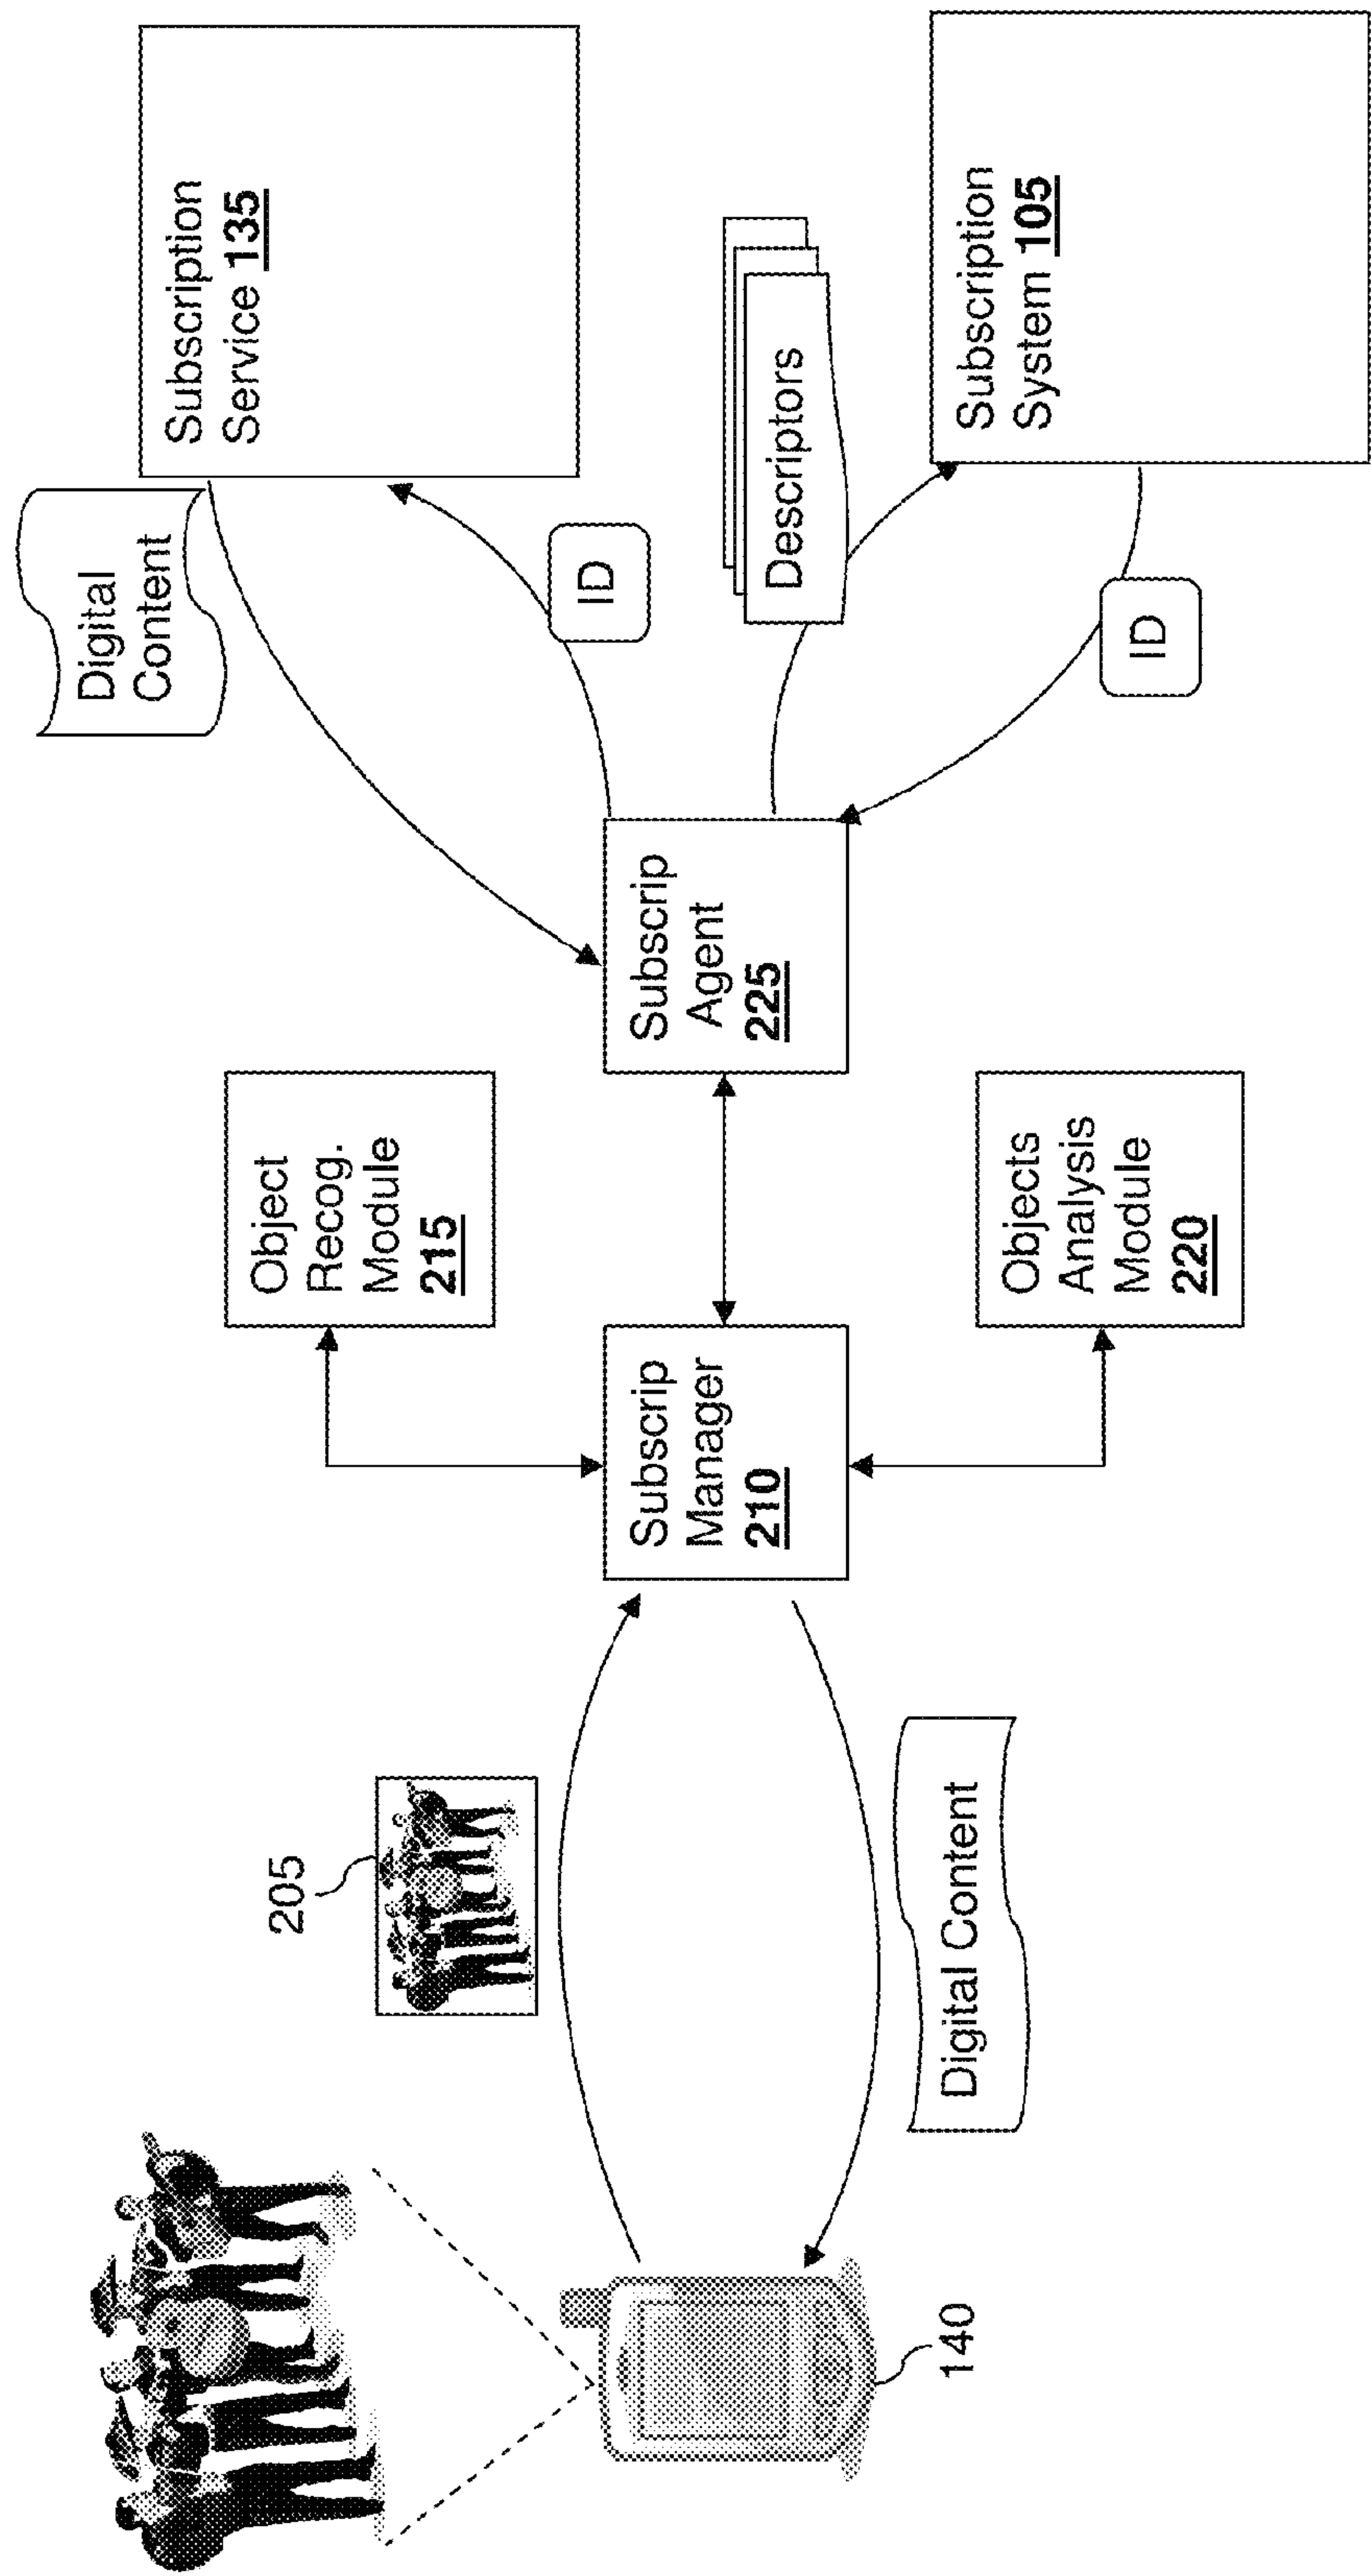 205
140
Digital Content
Subscrip
Manager
210
Object
Recog.
Module
215
Objects
Analysis
Module
220
Subscrip
Agent
225
Digital
Content
ID
Descriptors
ID
Subscription
Service 135
Subscription
System 105